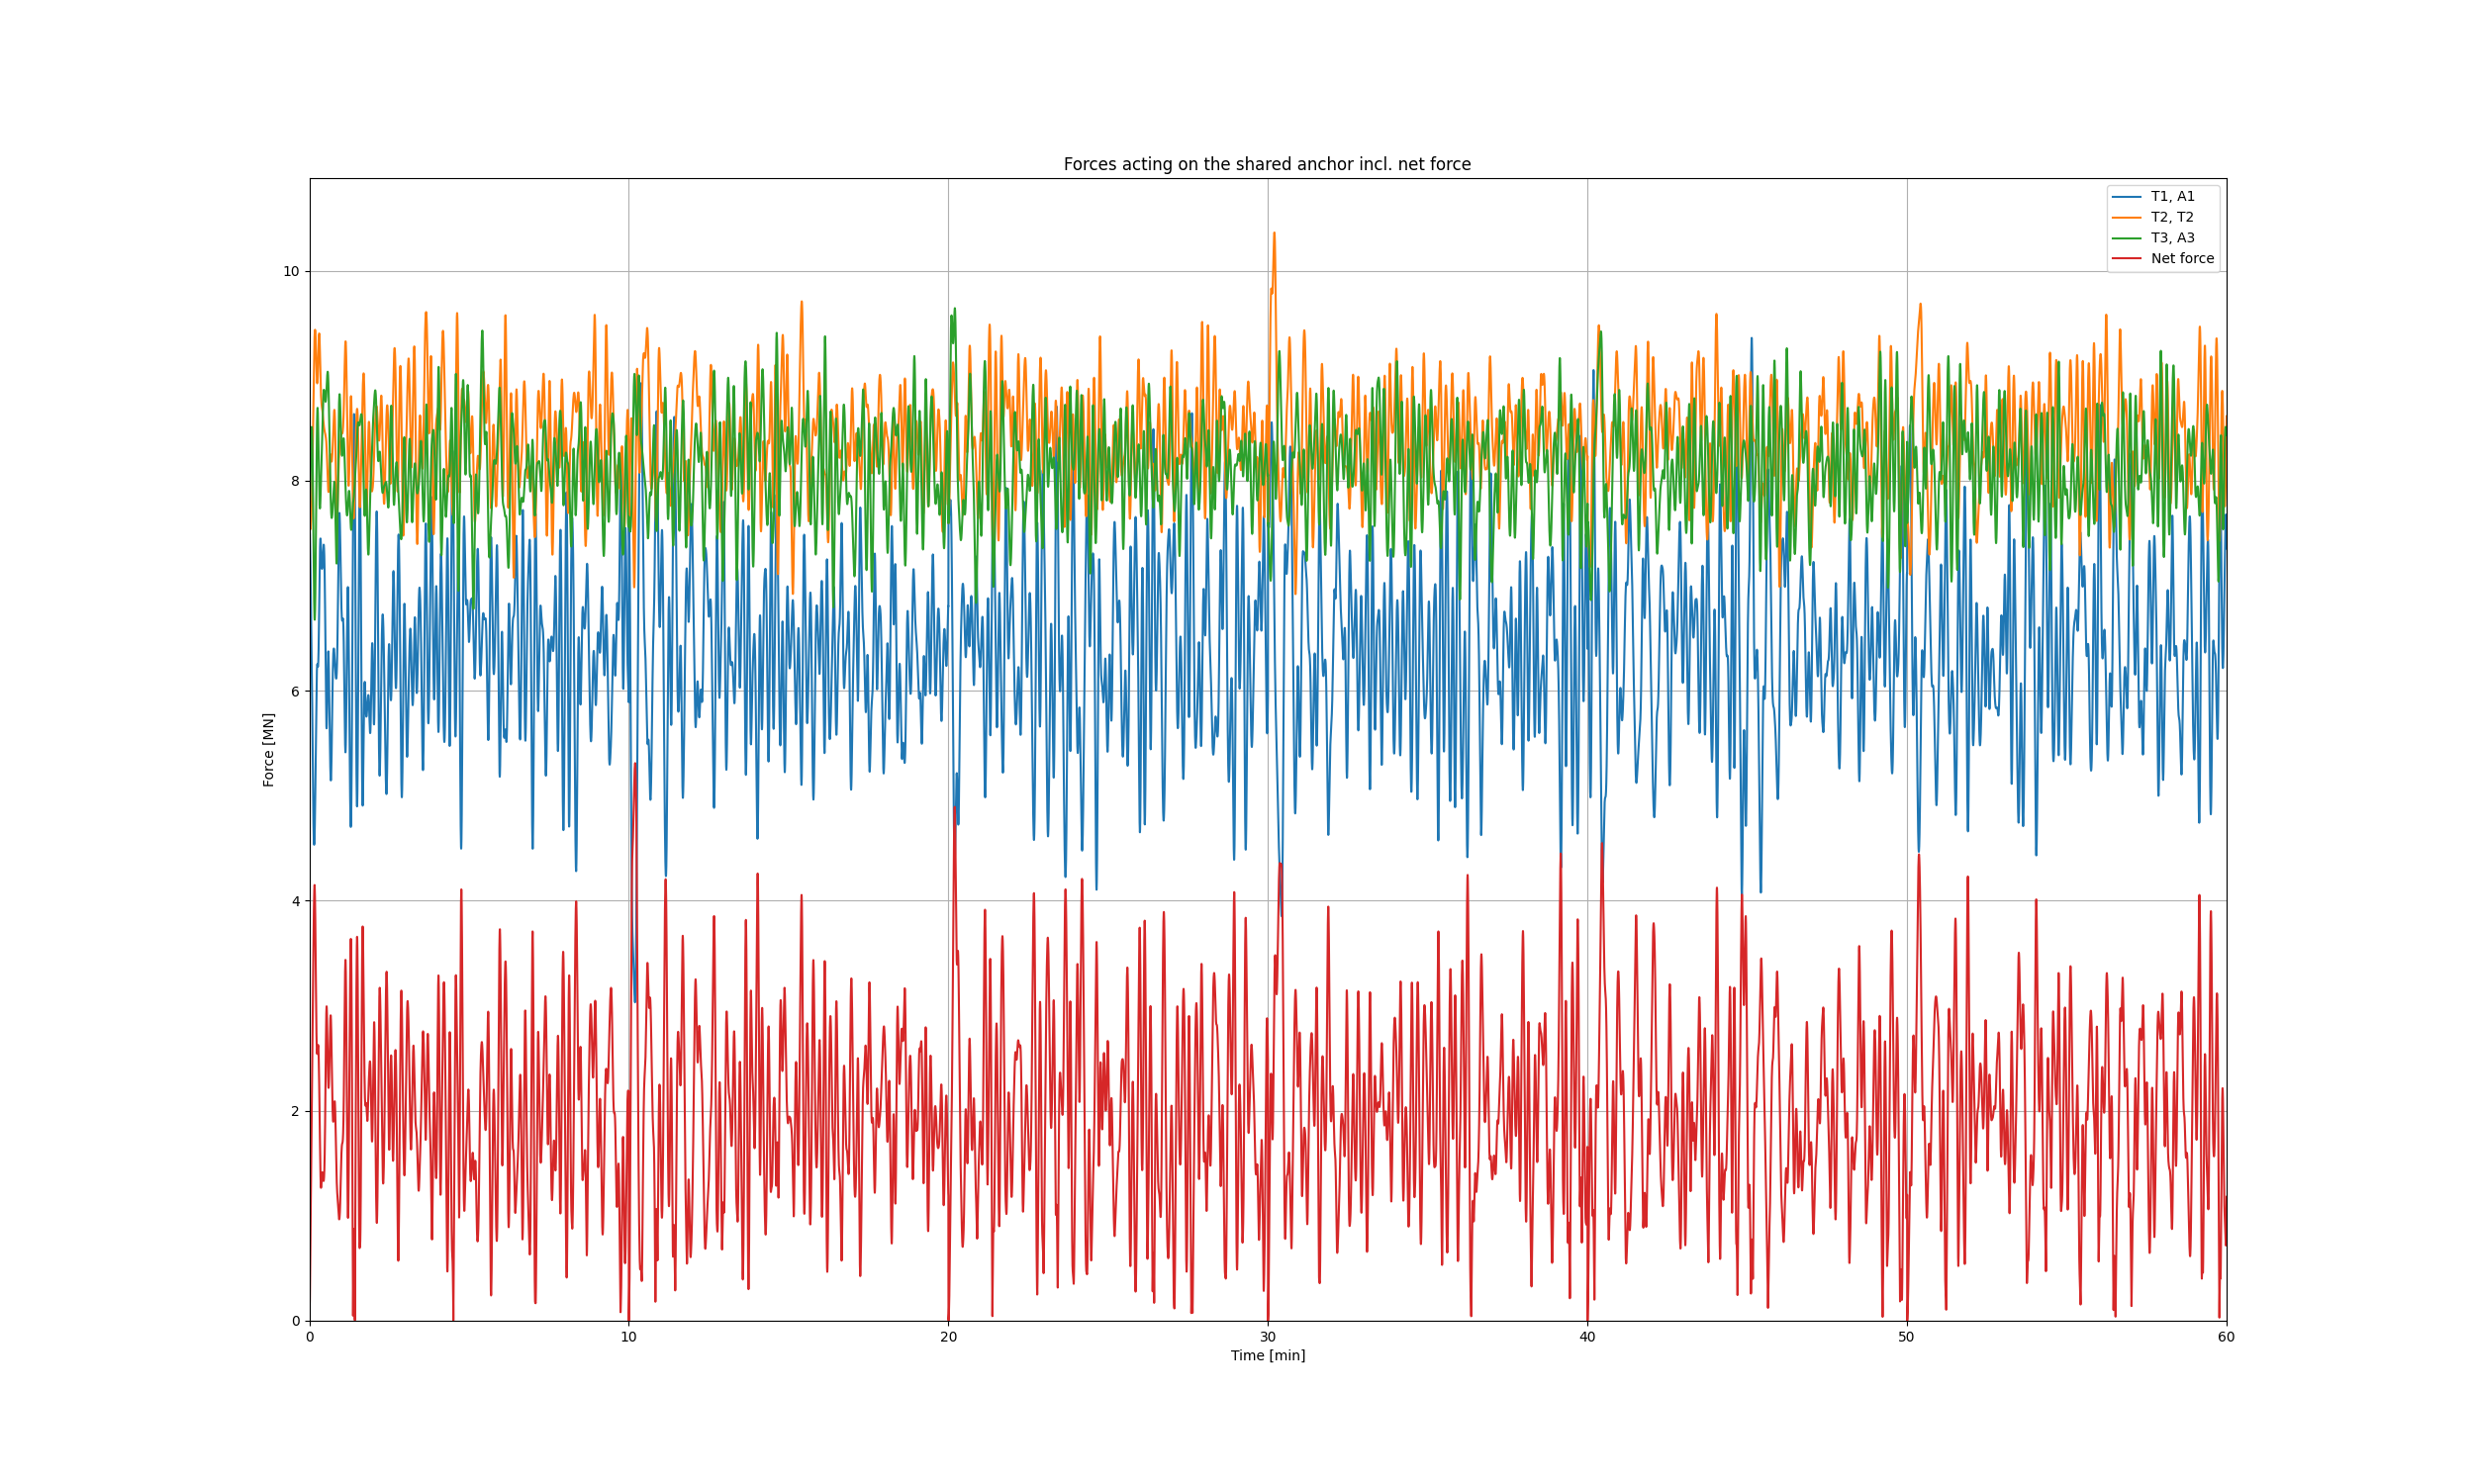 Forces acting on the shared anchor incl. net force
T1, A1
T2, T2
T3, A3
Net force
Force [MN]
10
8
6
4
2
0
0 10 20 30 40 50 60
Time [min]